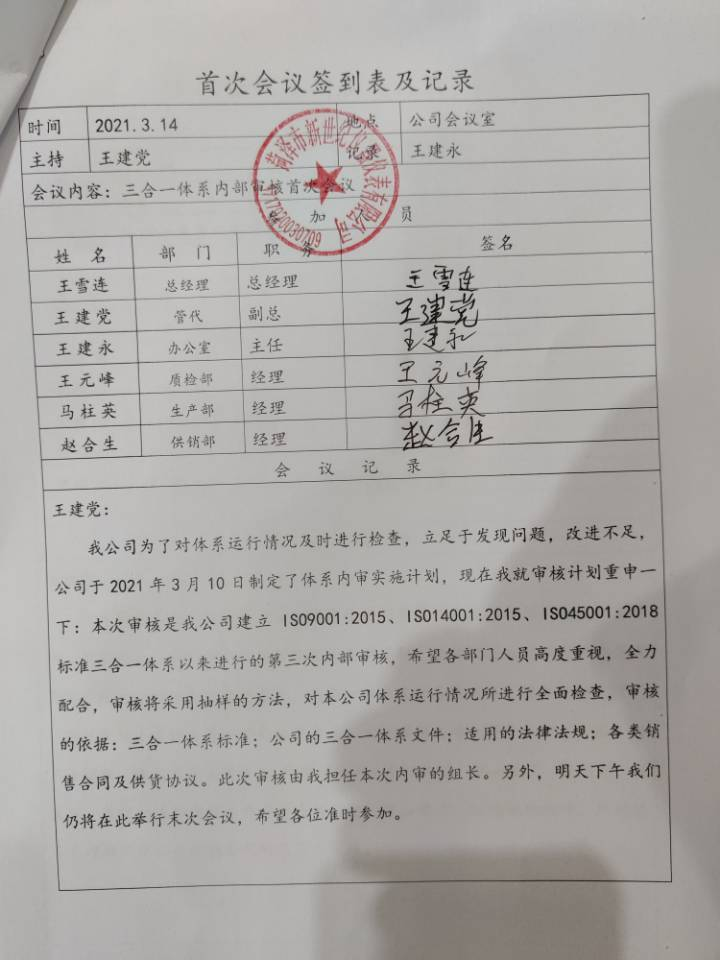 首次会议签到表及记录
时间 2021.3.14 地点 公司会议室
主持 王建党 记录 王建永
会议内容：三合一体系内部审核首次会议
菏泽市新世纪仪器仪表有限公司
参加人员
姓名 部门 职务 签名
王雪连 总经理 总经理 王雪连
王建党 管代 副总 王建党
王建永 办公室 主任 王建永
王元峰 质检部 经理 王元峰
马柱英 生产部 经理 马柱英
赵合生 供销部 经理 赵合生
会议记录
王建党：
我公司为了对体系运行情况及时进行检查，立足于发现问题，改进不足，
公司于2021年3月10日制定了体系内审实施计划，现在我就审核计划重申一
下：本次审核是我公司建立 ISO9001:2015、ISO14001:2015、ISO45001:2018
标准三合一体系以来进行的第三次内部审核，希望各部门人员高度重视，全力
配合，审核将采用抽样的方法，对本公司体系运行情况所进行全面检查，审核
的依据：三合一体系标准；公司的三合一体系文件；适用的法律法规；各类销
售合同及供货协议。此次审核由我担任本次内审的组长。另外，明天下午我们
仍将在此举行末次会议，希望各位准时参加。